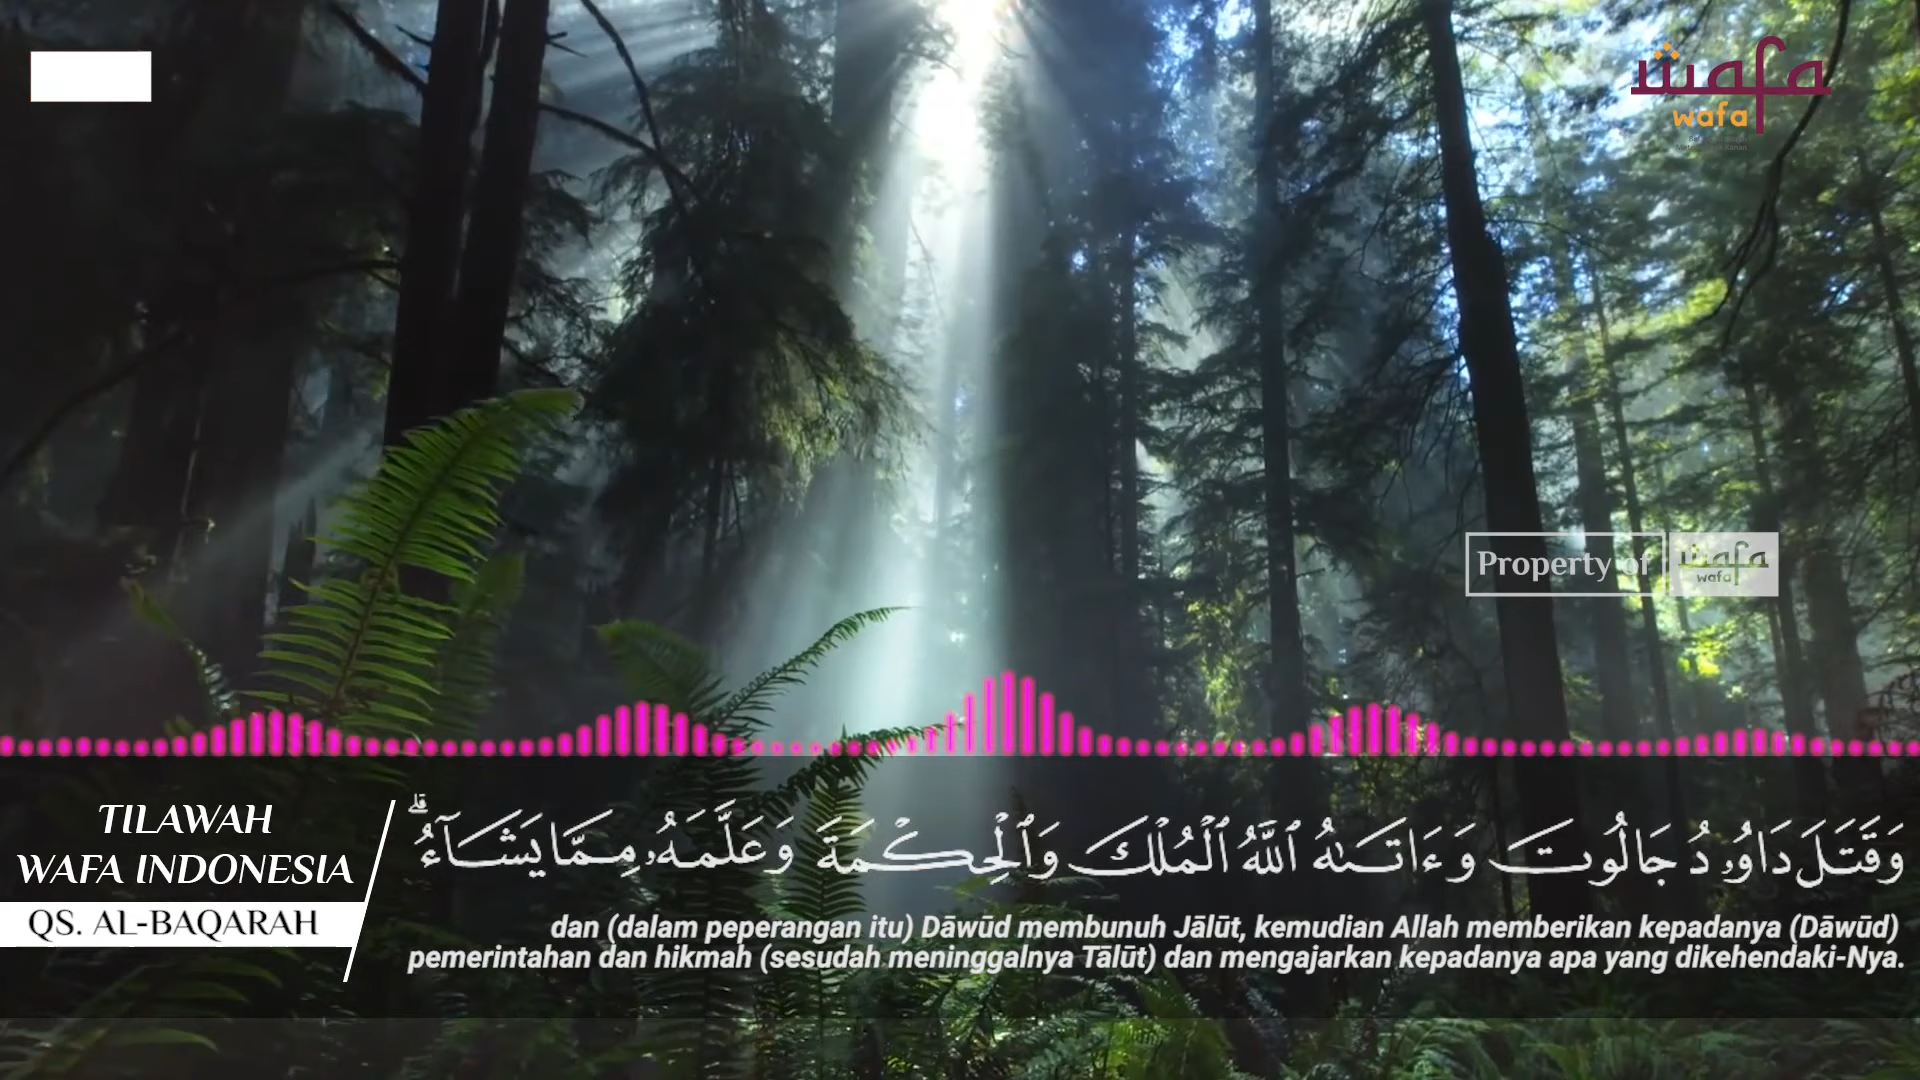 wafa
wafa
Property of wafa
wafa
TILAWAH
WAFA INDONESIA
QS. AL-BAQARAH
وَقَتَلَ دَاوُۥدُ جَالُوتَ وَءَاتَىٰهُ ٱللَّهُ ٱلْمُلْكَ وَٱلْحِكْمَةَ وَعَلَّمَهُۥ مِمَّا يَشَآءُ ۗ
dan (dalam peperangan itu) Dāwūd membunuh Jālūt, kemudian Allah memberikan kepadanya (Dāwūd)
pemerintahan dan hikmah (sesudah meninggalnya Tālūt) dan mengajarkan kepadanya apa yang dikehendaki-Nya.